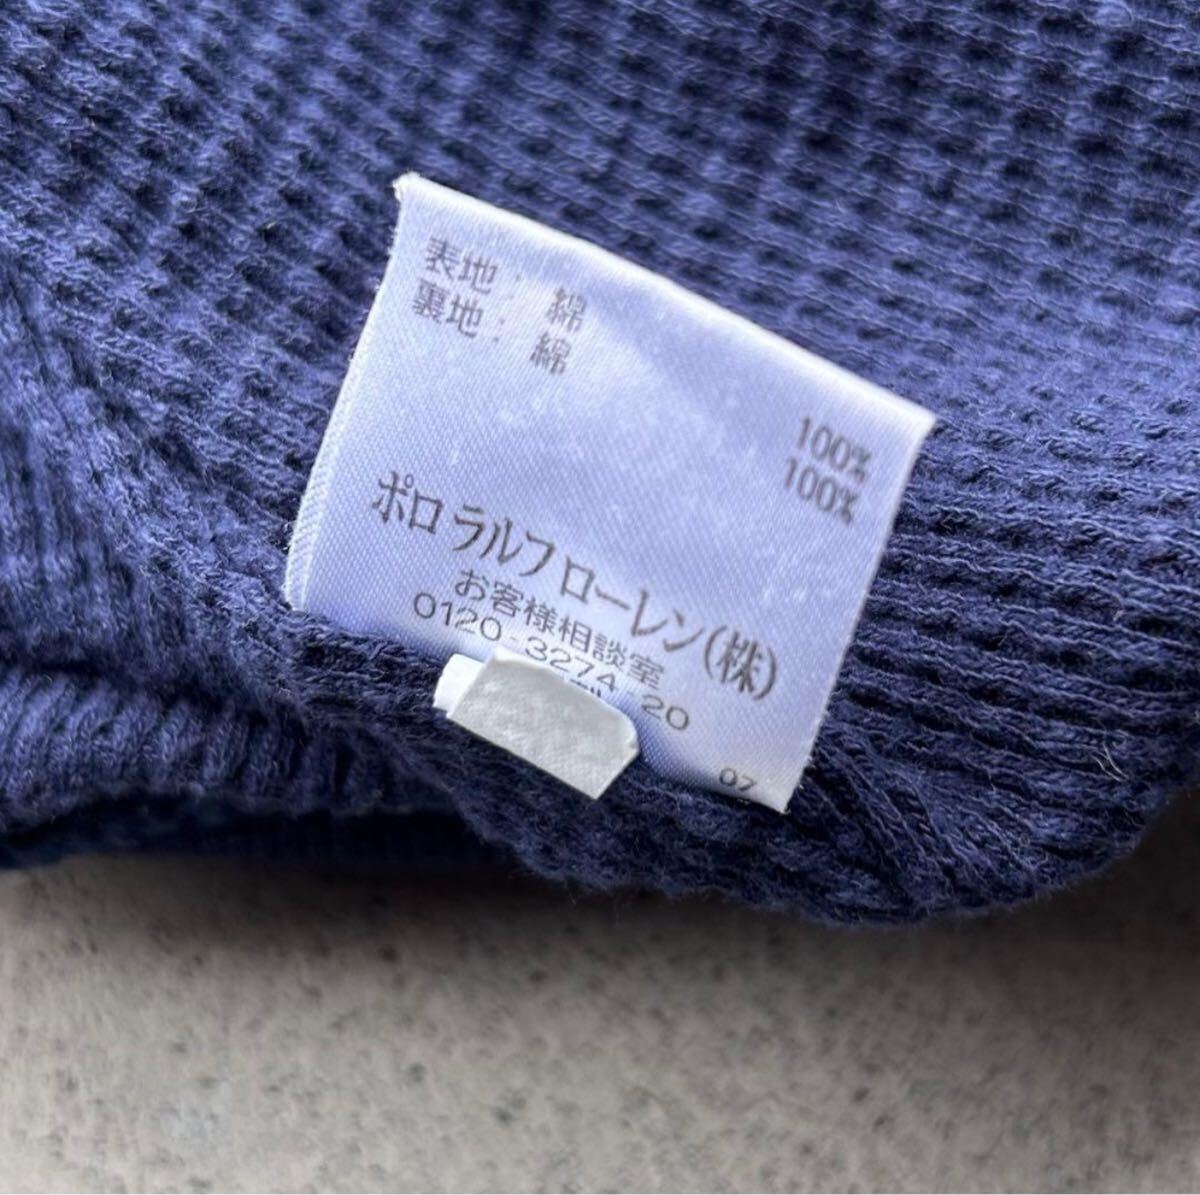 表地： 綿 100%
裏地： 綿 100%
ポロ ラルフ ローレン(株)
お客様相談室
0120-3274-20
07